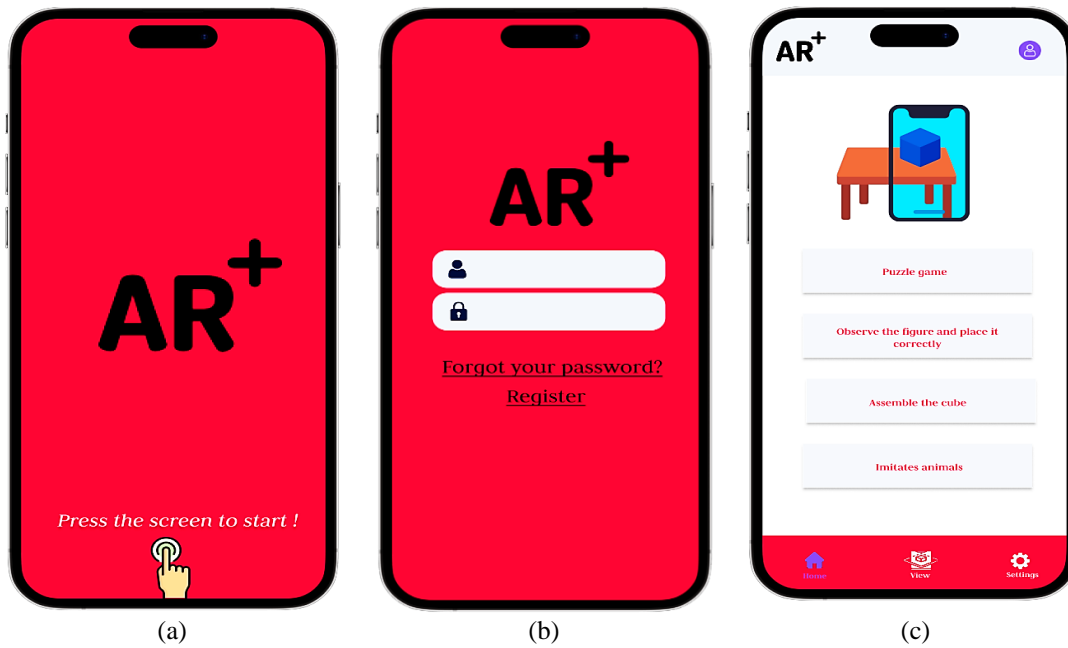 AR+
Press the screen to start !
(a)
AR+
Forgot your password?
Register
(b)
AR+
Puzzle game
Observe the figure and place it
correctly
Assemble the cube
Imitates animals
Home
View
Settings
(c)